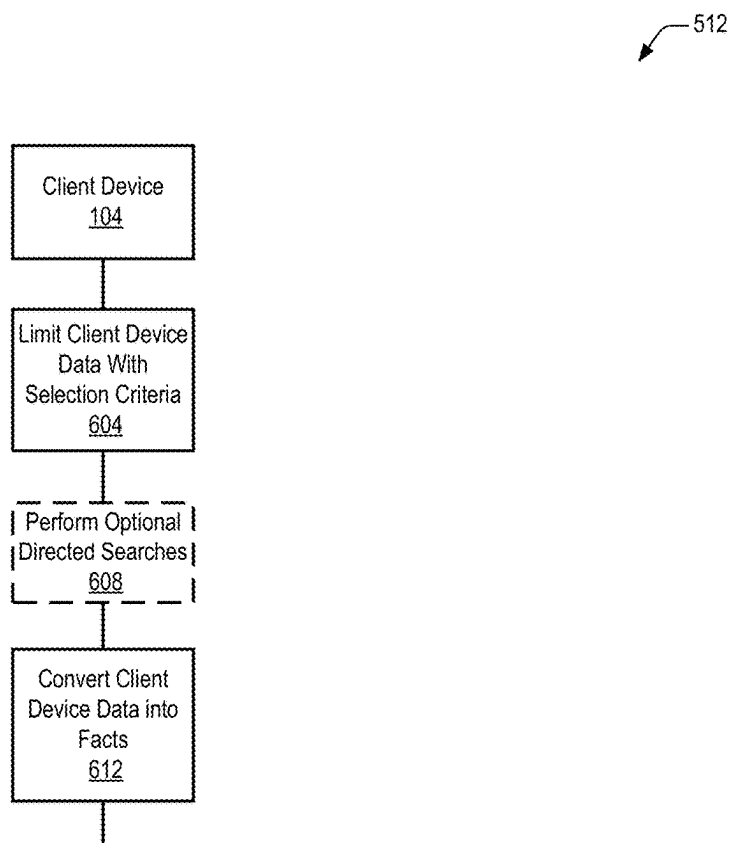 512
Client Device
104
Limit Client Device
Data With
Selection Criteria
604
Perform Optional
Directed Searches
608
Convert Client
Device Data into
Facts
612